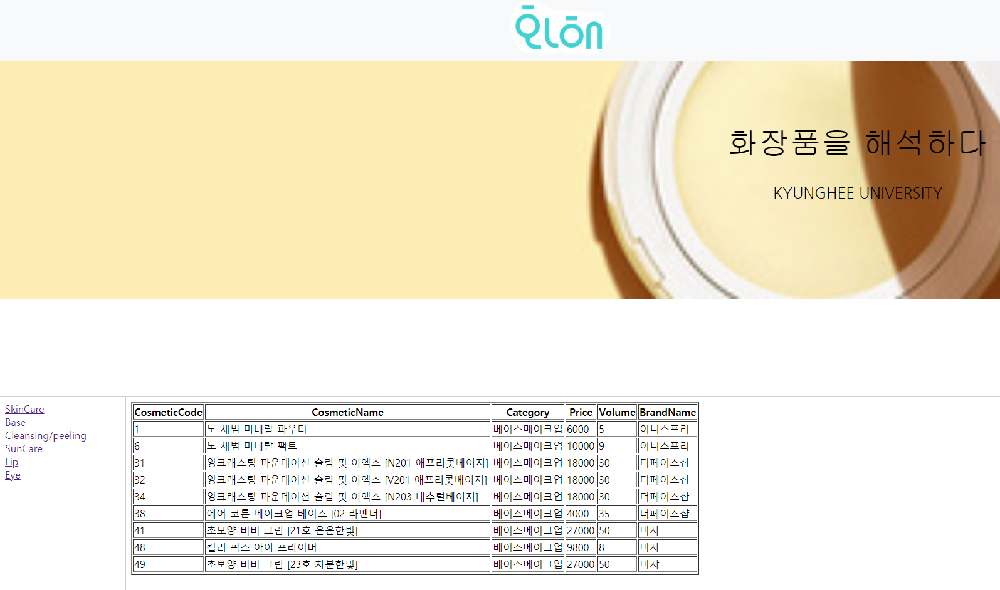 화장품을 해석하다
KYUNGHEE UNIVERSITY
SkinCare
Base
Cleansing/peeling
SunCare
Lip
Eye
CosmeticCode CosmeticName Category Price Volume BrandName
1 노 세범 미네랄 파우더 베이스메이크업 6000 5 이니스프리
6 노 세범 미네랄 팩트 베이스메이크업 10000 9 이니스프리
31 잉크래스팅 파운데이션 슬림 핏 이엑스 [N201 애프리콧베이지] 베이스메이크업 18000 30 더페이스샵
32 잉크래스팅 파운데이션 슬림 핏 이엑스 [V201 애프리콧베이지] 베이스메이크업 18000 30 더페이스샵
34 잉크래스팅 파운데이션 슬림 핏 이엑스 [N203 내추럴베이지] 베이스메이크업 18000 30 더페이스샵
38 에어 코튼 메이크업 베이스 [02 라벤더] 베이스메이크업 4000 35 더페이스샵
41 초보양 비비 크림 [21호 은은한빛] 베이스메이크업 27000 50 미샤
48 컬러 픽스 아이 프라이머 베이스메이크업 9800 8 미샤
49 초보양 비비 크림 [23호 차분한빛] 베이스메이크업 27000 50 미샤